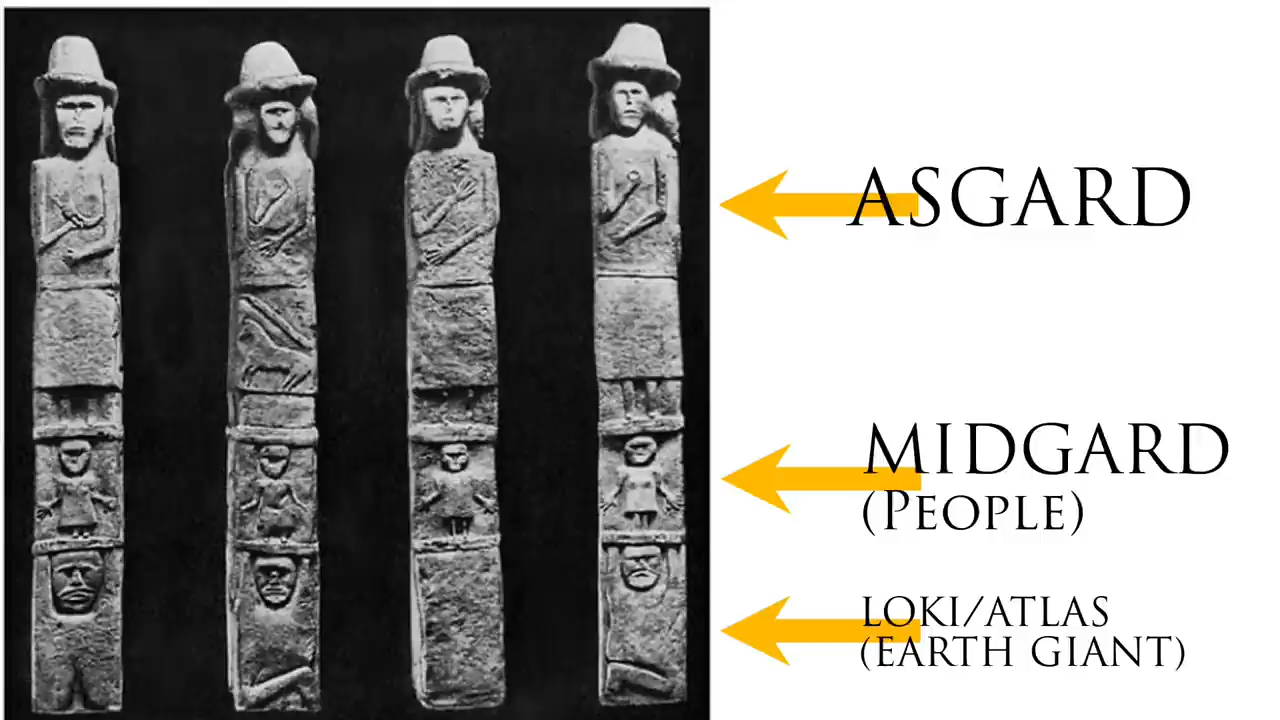 ASGARD
MIDGARD
(PEOPLE)
LOKI/ATLAS
(EARTH GIANT)